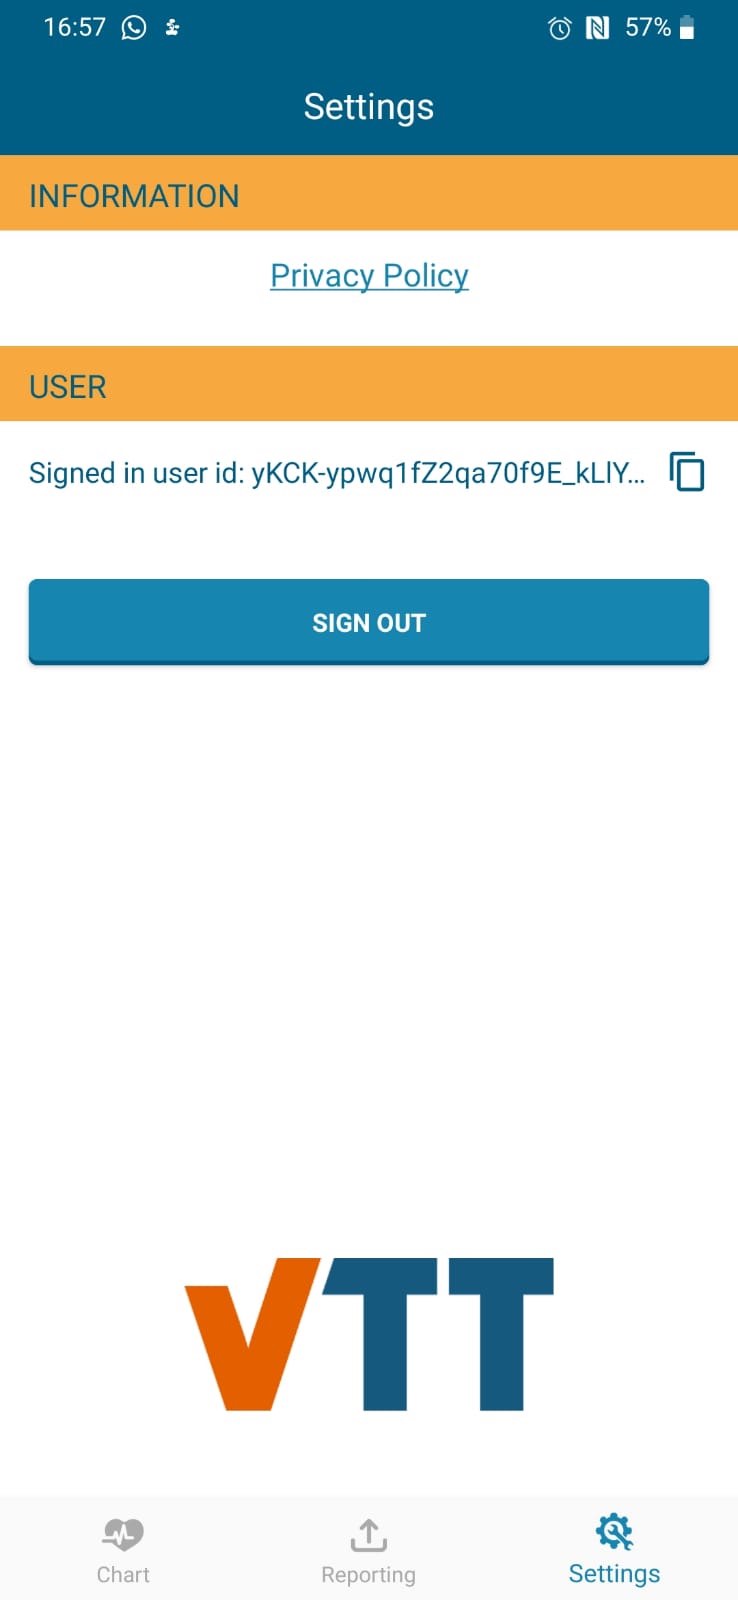 16:57 57%
Settings
INFORMATION
Privacy Policy
USER
Signed in user id: yKCK-ypwq1fZ2qa70f9E_kLlY...
SIGN OUT
VTT
Chart Reporting Settings